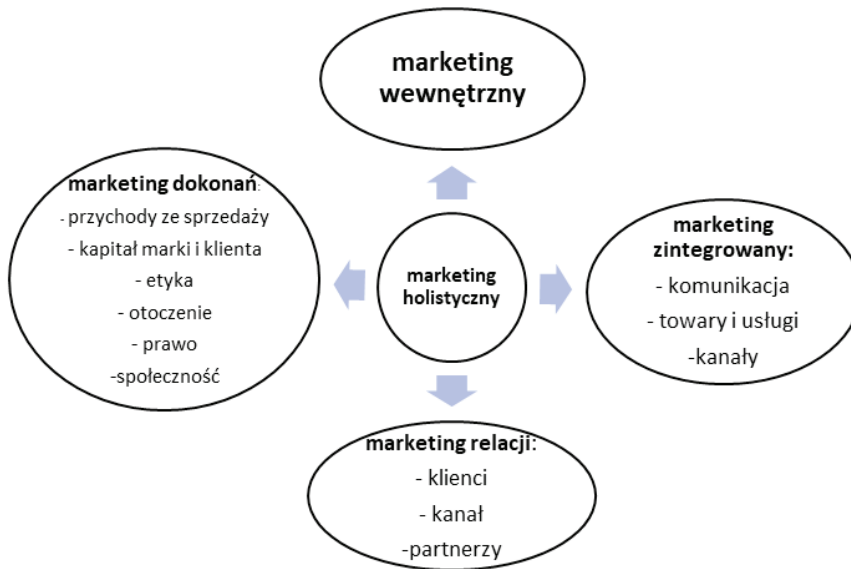 marketing
wewnętrzny
marketing dokonań:
- przychody ze sprzedaży
- kapitał marki i klienta
- etyka
- otoczenie
- prawo
-społeczność
marketing
holistyczny
marketing
zintegrowany:
- komunikacja
- towary i usługi
-kanały
marketing relacji:
- klienci
- kanał
-partnerzy